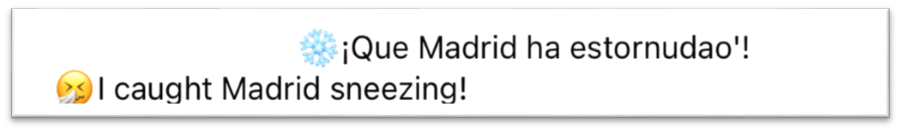 ❄️¡Que Madrid ha estornudao'!
🤧I caught Madrid sneezing!